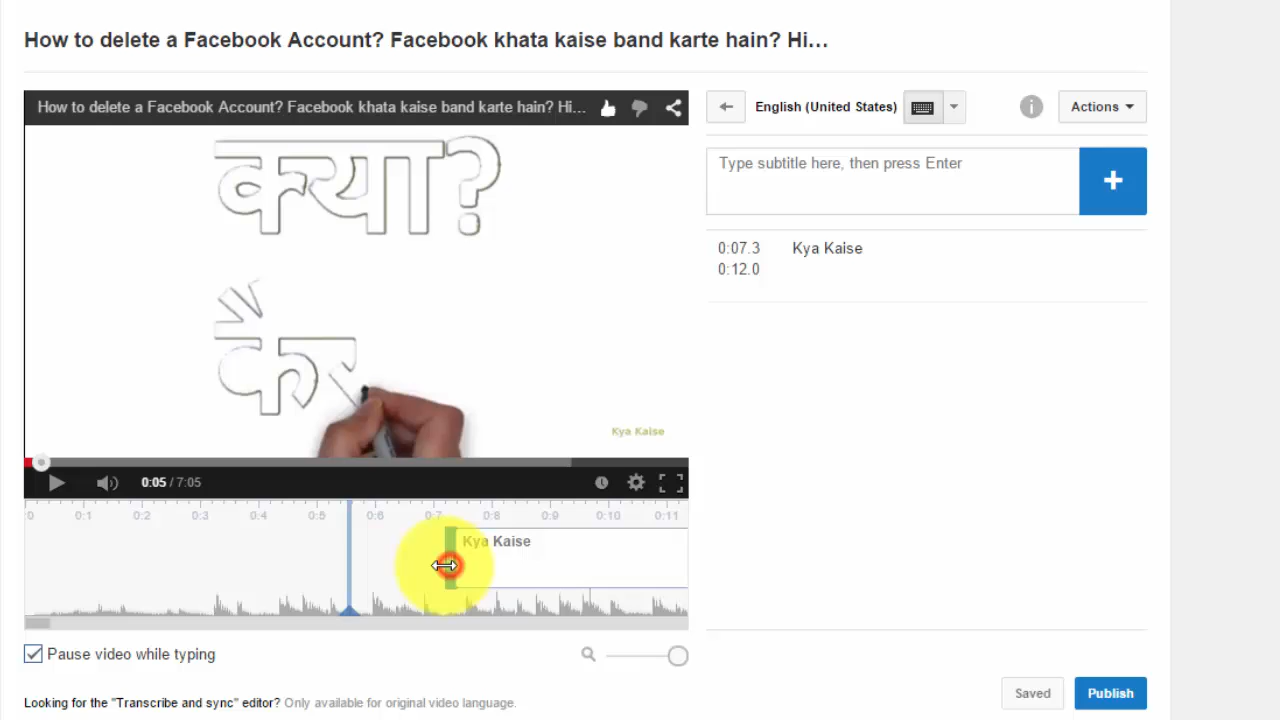 How to delete a Facebook Account? Facebook khata kaise band karte hain? Hi...
How to delete a Facebook Account? Facebook khata kaise band karte hain? Hi...
English (United States)
Actions
क्या?
Type subtitle here, then press Enter
+
0:07.3 Kya Kaise
0:12.0
Kya Kaise
0:05 / 7:05
:0 0:1 0:2 0:3 0:4 0:5 0:6 0:7 0:8 0:9 0:10 0:11
Kya Kaise
Pause video while typing
Looking for the "Transcribe and sync" editor? Only available for original video language.
Saved
Publish